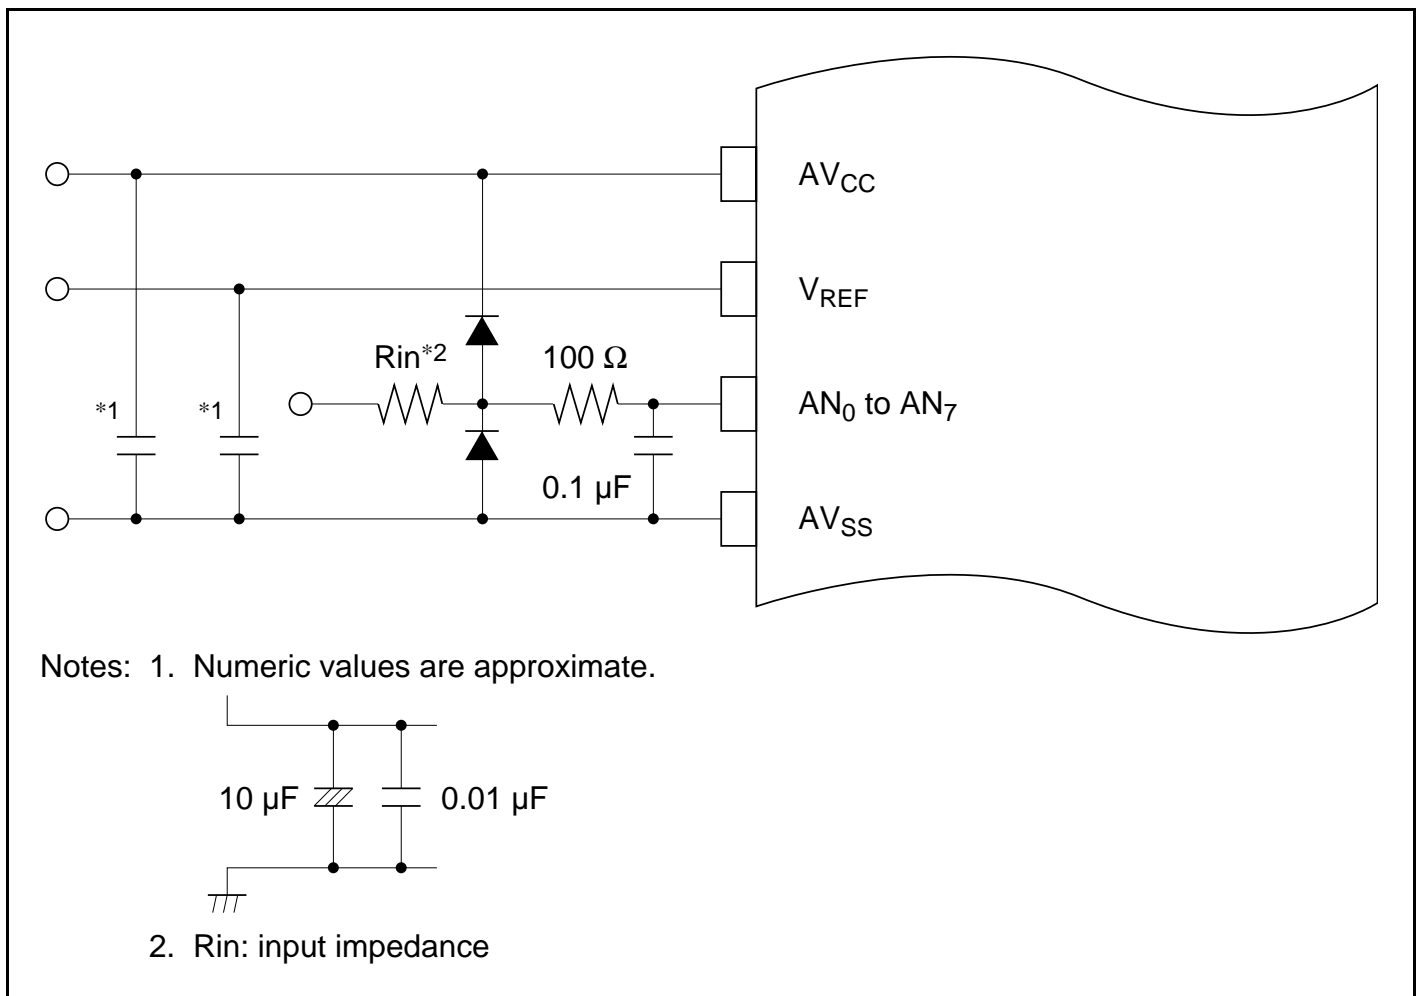 AVCC
VREF
Rin*2
100 Ω
*1
*1
AN0 to AN7
0.1 µF
AVSS
Notes: 1. Numeric values are approximate.
10 µF
0.01 µF
2. Rin: input impedance